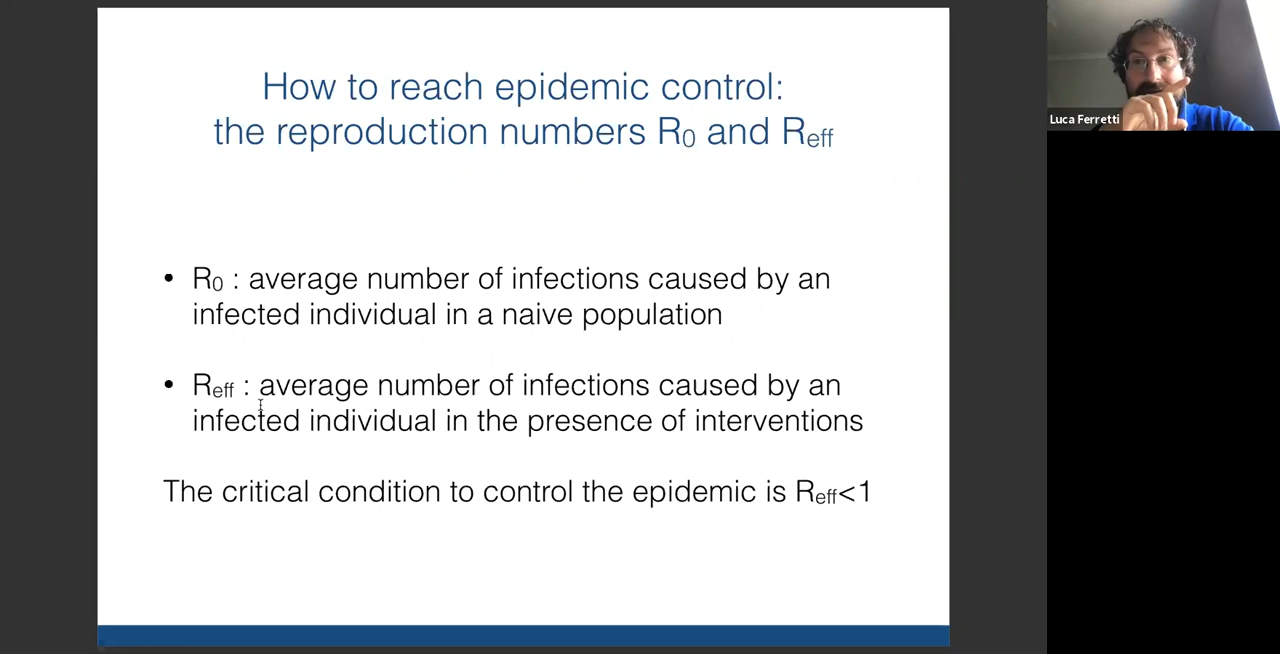 How to reach epidemic control:
the reproduction numbers R₀ and Reff
• R₀ : average number of infections caused by an
infected individual in a naive population
• Reff : average number of infections caused by an
infected individual in the presence of interventions
The critical condition to control the epidemic is Reff<1
Luca Ferretti